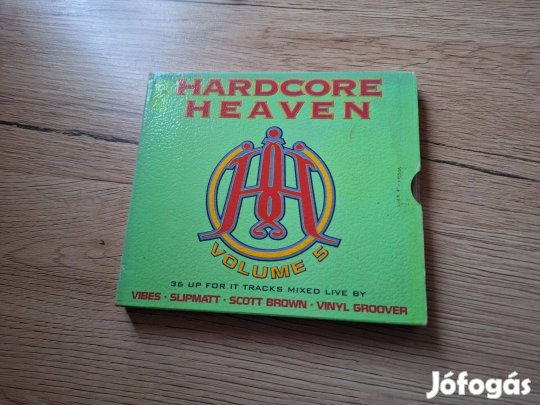 HARDCORE
HEAVEN
HH
VOLUME 5
36 UP FOR IT TRACKS MIXED LIVE BY
VIBES · SLIPMATT · SCOTT BROWN · VINYL GROOVER
Jófogás